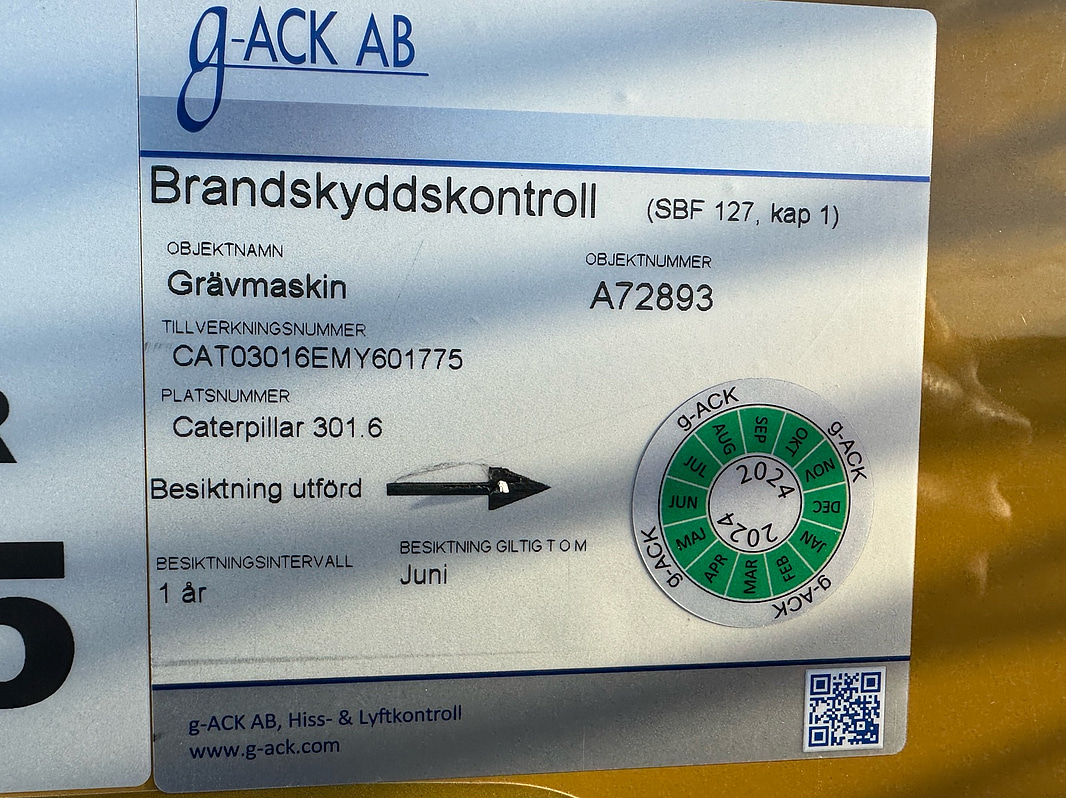 g-ACK AB
Brandskyddskontroll (SBF 127, kap 1)
OBJEKTNAMN
Grävmaskin
OBJEKTNUMMER
A72893
TILLVERKNINGSNUMMER
CAT03016EMY601775
PLATSNUMMER
Caterpillar 301.6
Besiktning utförd
BESIKTNINGSINTERVALL
1 år
BESIKTNING GILTIG T O M
Juni
g-ACK
g-ACK
g-ACK
g-ACK
JAN
FEB
MAR
APR
MAJ
JUN
JUL
AUG
SEP
OKT
NOV
DEC
2024
2024
g-ACK AB, Hiss- & Lyftkontroll
www.g-ack.com
R
5